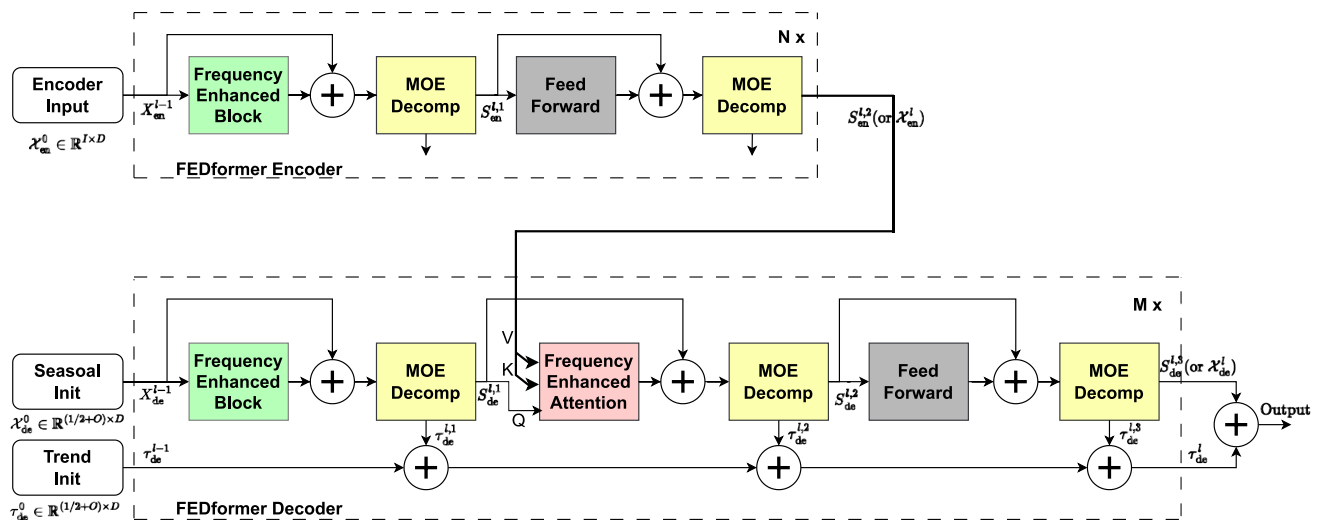 N x
Encoder
Input
Frequency
Enhanced
Block
MOE
Decomp
Feed
Forward
MOE
Decomp
X_en^{l-1}
S_en^{l,1}
S_en^{l,2}(or 𝒳_en^l)
𝒳_en^0 ∈ ℝ^{I×D}
FEDformer Encoder
M x
V
K
Q
Seasoal
Init
Frequency
Enhanced
Block
MOE
Decomp
Frequency
Enhanced
Attention
MOE
Decomp
Feed
Forward
MOE
Decomp
X_de^{l-1}
S_de^{l,1}
S_de^{l,2}
S_de^{l,3}(or 𝒳_de^l)
Output
𝒳_de^0 ∈ ℝ^{(1/2+O)×D}
τ_de^{l,1}
τ_de^{l,2}
τ_de^{l,3}
Trend
Init
τ_de^{l-1}
τ_de^l
τ_de^0 ∈ ℝ^{(1/2+O)×D}
FEDformer Decoder